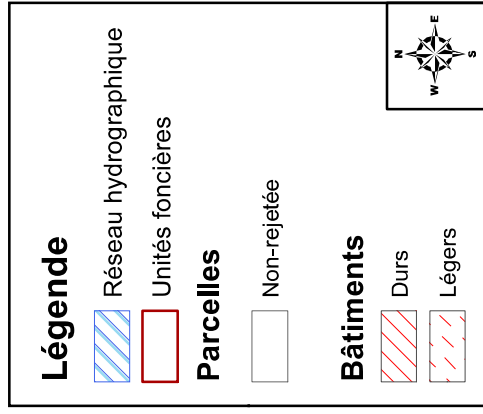 Légende
Réseau hydrographique
Unités foncières
Parcelles
Non-rejetée
Bâtiments
Durs
Légers
N
E
S
W